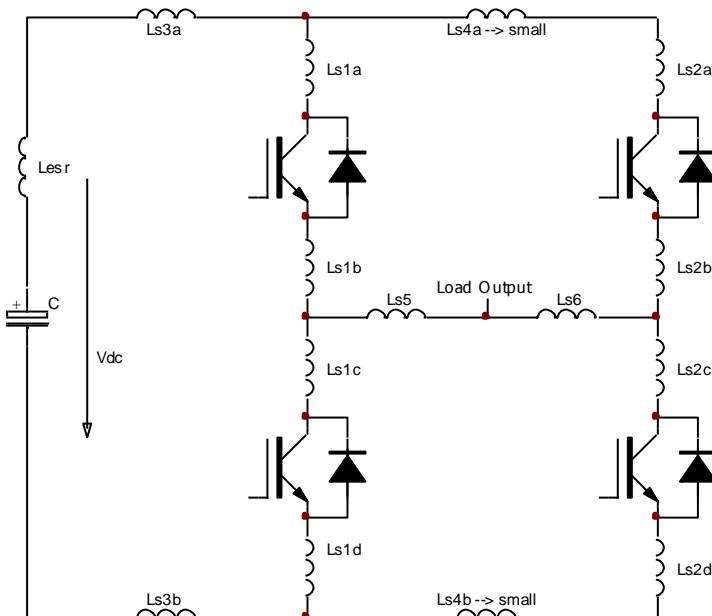 Ls3a
Ls4a --> small
Ls1a
Ls2a
Lesr
Ls1b
Ls2b
Load Output
Ls5
Ls6
+
C
Vdc
Ls1c
Ls2c
Ls1d
Ls2d
Ls3b
Ls4b --> small